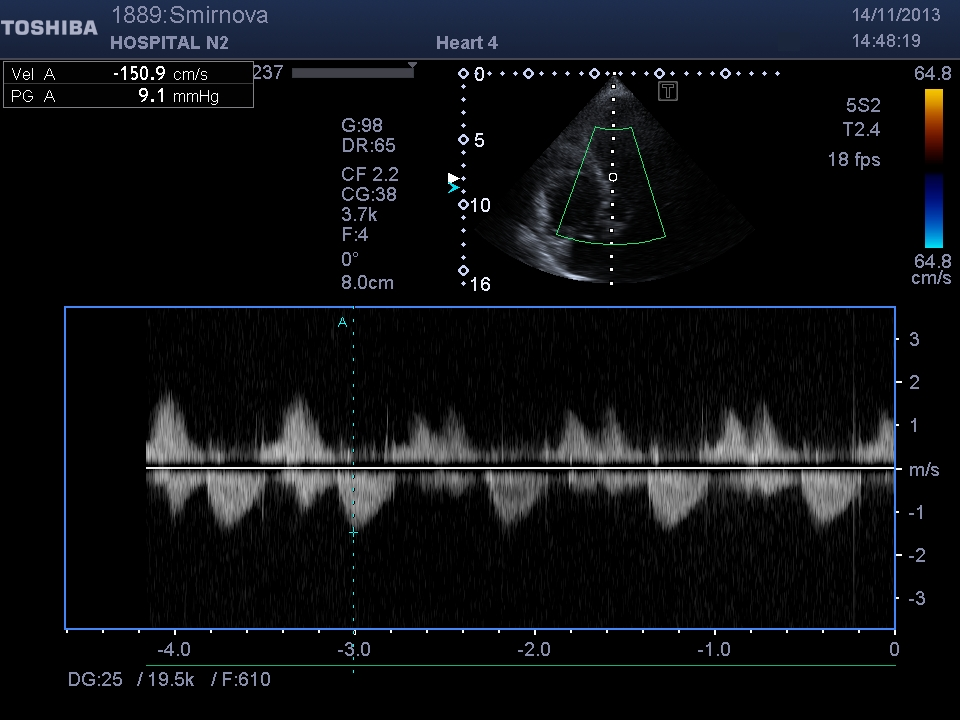 TOSHIBA
1889:Smirnova
HOSPITAL N2
Heart 4
14/11/2013
14:48:19
Vel A -150.9 cm/s
PG A 9.1 mmHg
237
0
5
10
16
T
G:98
DR:65
CF 2.2
CG:38
3.7k
F:4
0°
8.0cm
5S2
T2.4
18 fps
64.8
64.8
cm/s
A
3
2
1
m/s
-1
-2
-3
-4.0 -3.0 -2.0 -1.0 0
DG:25 / 19.5k / F:610